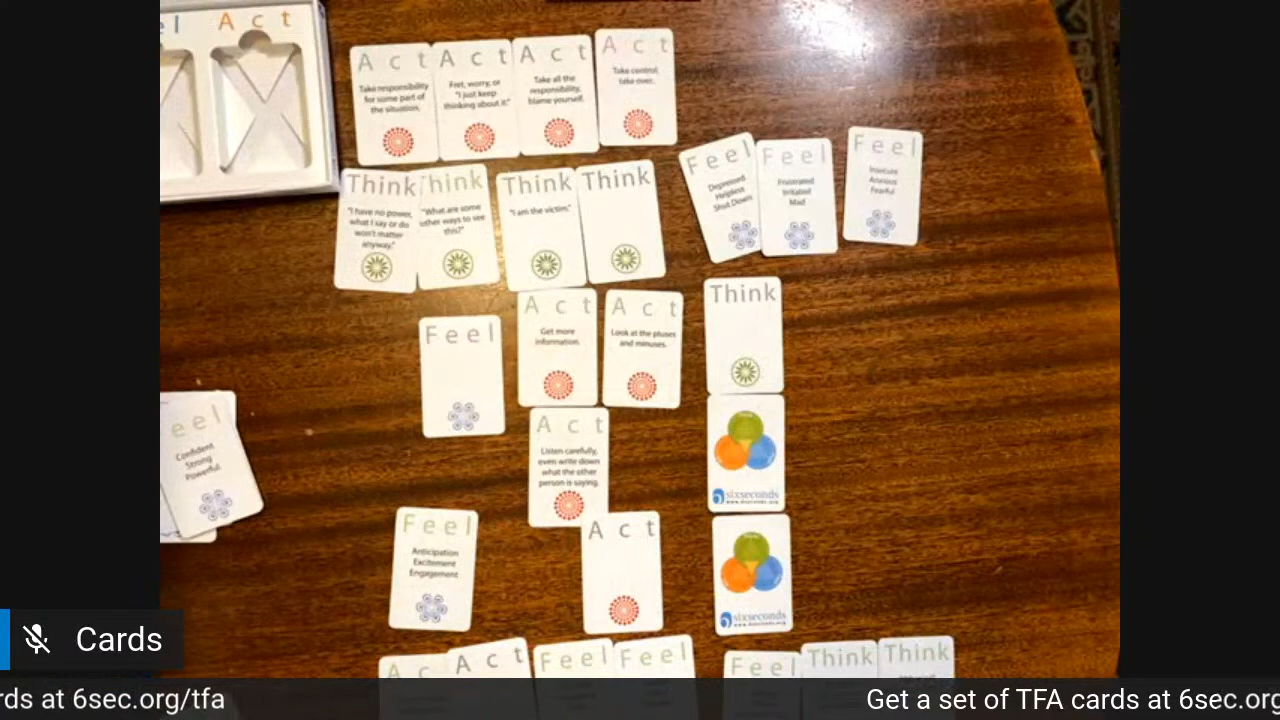 el Act
Act
Take responsibility
for some part of
the situation.
Act
Fret, worry, or
"I just keep
thinking about it."
Act
Take all the
responsibility,
blame yourself.
Act
Take control,
take over.
Think
"I have no power,
what I say or do
won't matter
anyway."
Think
"What are some
other ways to see
this?"
Think
"I am the victim."
Think
Feel
Depressed
Helpless
Shut Down
Feel
Frustrated
Irritated
Mad
Feel
Insecure
Anxious
Fearful
Feel
Act
Get more
information.
Act
Look at the pluses
and minuses.
Think
Act
Listen carefully,
even write down
what the other
person is saying.
sixseconds
eel
Confident
Strong
Powerful
Feel
Anticipation
Excitement
Engagement
Act
sixseconds
Ac
Act
Feel
Feel
Feel
Think
Think
Cards
rds at 6sec.org/tfa
Get a set of TFA cards at 6sec.org